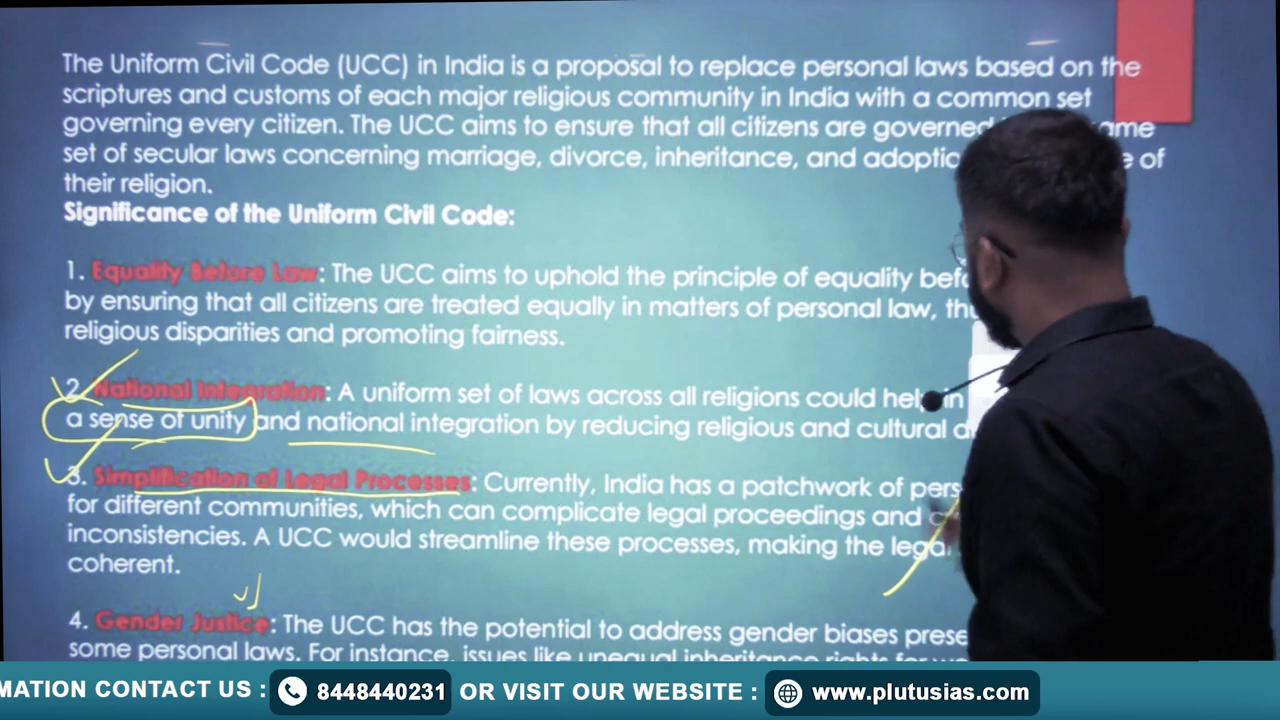 The Uniform Civil Code (UCC) in India is a proposal to replace personal laws based on the
scriptures and customs of each major religious community in India with a common set
governing every citizen. The UCC aims to ensure that all citizens are governed
set of secular laws concerning marriage, divorce, inheritance, and of
their religion.
Significance of the Uniform Civil Code:
1. Equality Before Law: The UCC aims to uphold the principle of equality
by ensuring that all citizens are treated equally in matters of personal law,
religious disparities and promoting fairness.
2. National Integration: A uniform set of laws across all religions could help in
a sense of unity and national integration by reducing religious and cultural
3. Simplification of Legal Processes: Currently, India has a patchwork of
for different communities, which can complicate legal proceedings and
inconsistencies. A UCC would streamline these processes, making the legal
coherent.
4. Gender Justice: The UCC has the potential to address gender biases
some personal laws. For instance, issues like unequal inheritance rights for
MATION CONTACT US : 8448440231 OR VISIT OUR WEBSITE : www.plutusias.com